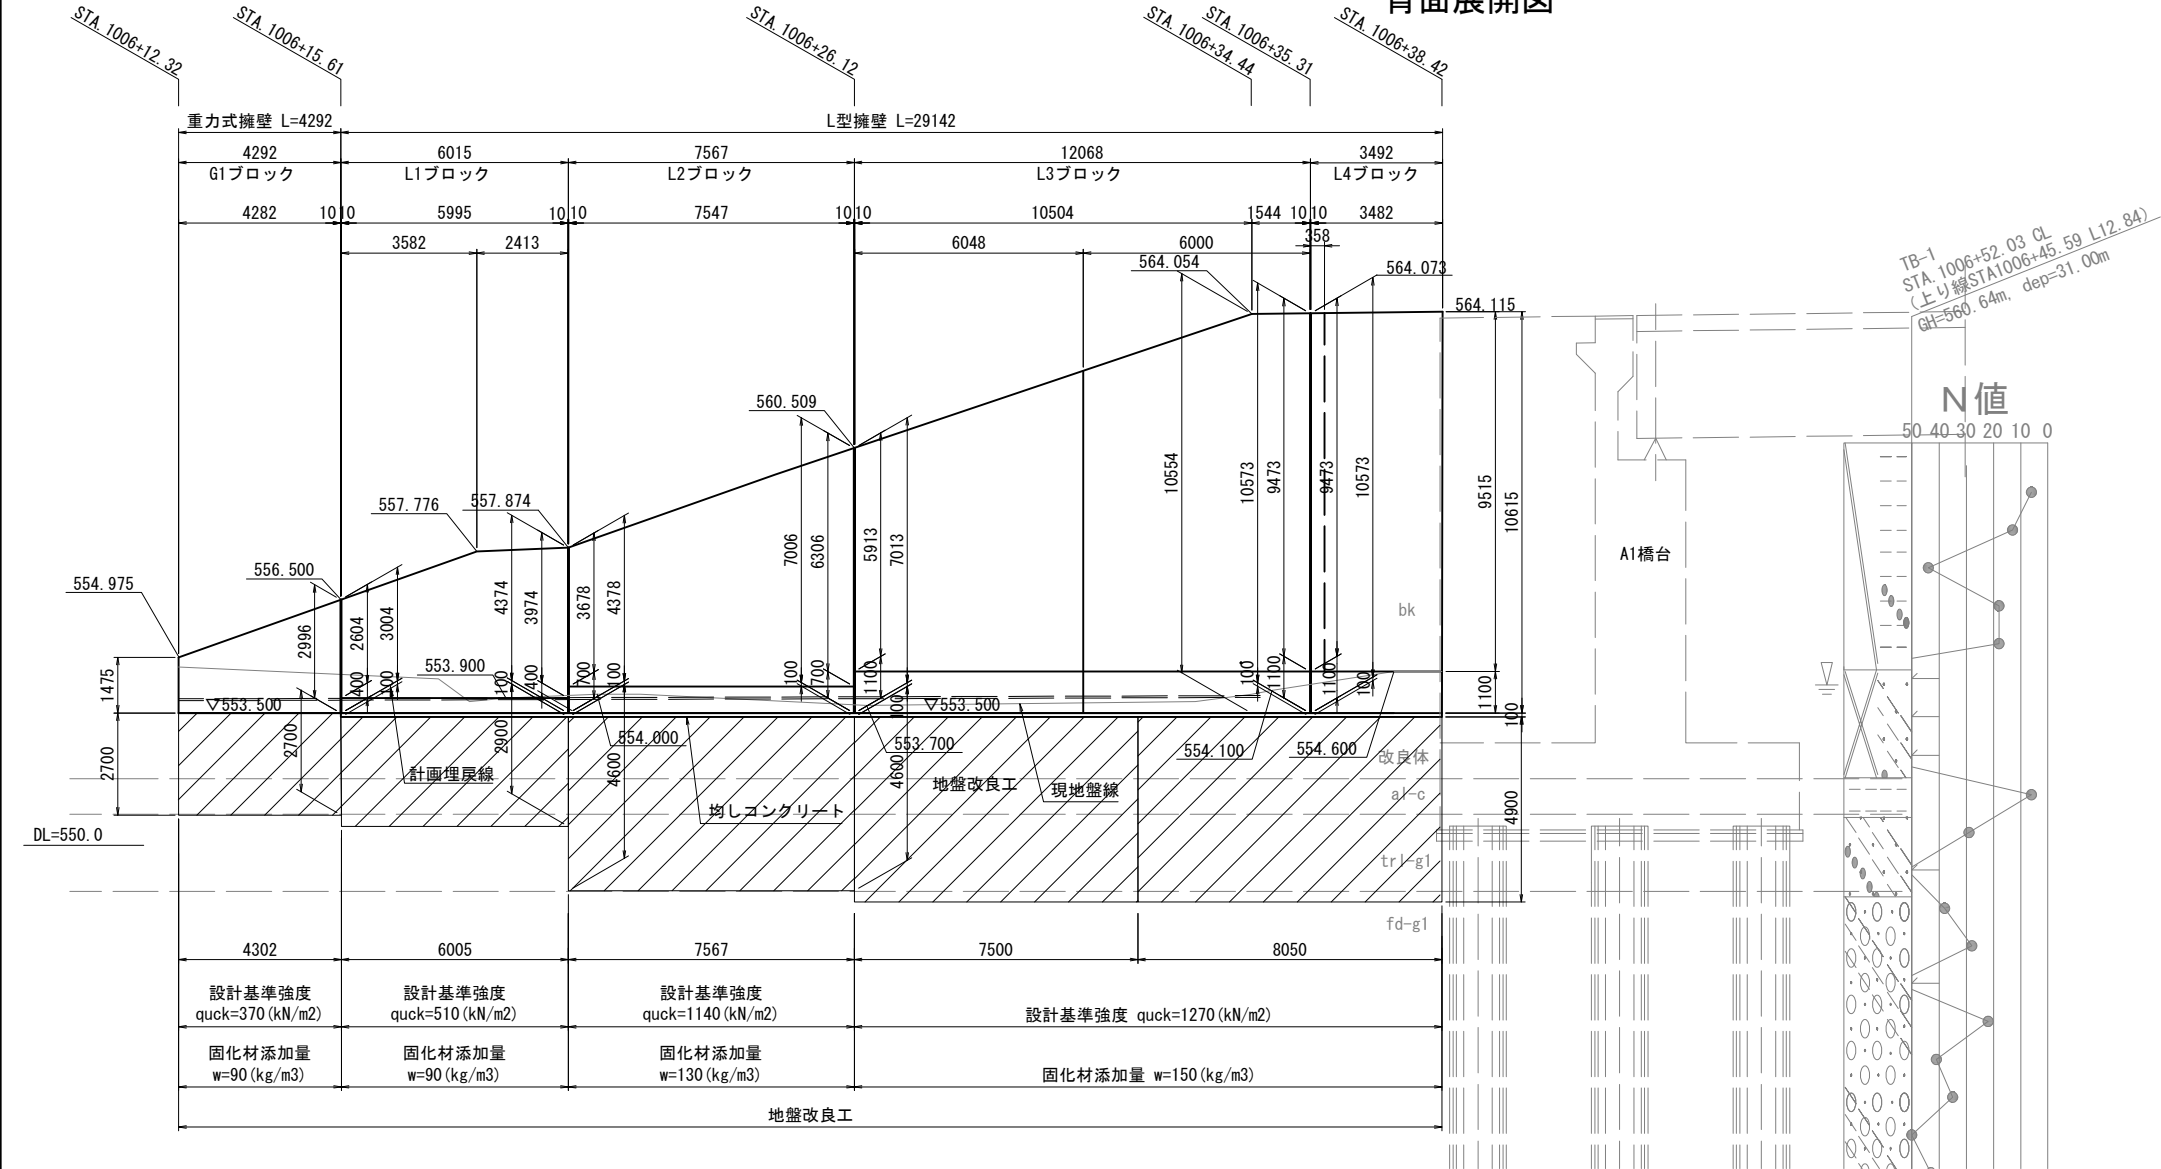 背面展開図
STA.1006+12.32
STA.1006+15.61
STA.1006+26.12
STA.1006+34.44
STA.1006+35.31
STA.1006+38.42
重力式擁壁 L=4292
L型擁壁 L=29142
4292
6015
7567
12068
3492
G1ブロック
L1ブロック
L2ブロック
L3ブロック
L4ブロック
4282
10 10
5995
10 10
7547
10 10
10504
1544
10 10
3482
3582
2413
6048
6000
358
564.054
564.073
564.115
TB-1
STA.1006+52.03 CL
(上り線STA1006+45.59 L12.84)
GH=560.64m, dep=31.00m
N値
50 40 30 20 10 0
560.509
557.776
557.874
556.500
554.975
1475
2996
2604
3004
4374
3974
3678
4378
7006
6306
5913
7013
10554
10573
9473
9473
10573
9515
10615
A1橋台
bk
400
100
553.900
100
400
700
100
100
700
1100
100
100
1100
1100
100
1100
100
▽553.500
▽553.500
2700
2700
2900
4600
4600
4900
554.000
553.700
554.100
554.600
計画埋戻線
均しコンクリート
地盤改良工
現地盤線
改良体
al-c
trl-g1
fd-g1
DL=550.0
4302
6005
7567
7500
8050
設計基準強度
quck=370(kN/m2)
設計基準強度
quck=510(kN/m2)
設計基準強度
quck=1140(kN/m2)
設計基準強度 quck=1270(kN/m2)
固化材添加量
w=90(kg/m3)
固化材添加量
w=90(kg/m3)
固化材添加量
w=130(kg/m3)
固化材添加量 w=150(kg/m3)
地盤改良工